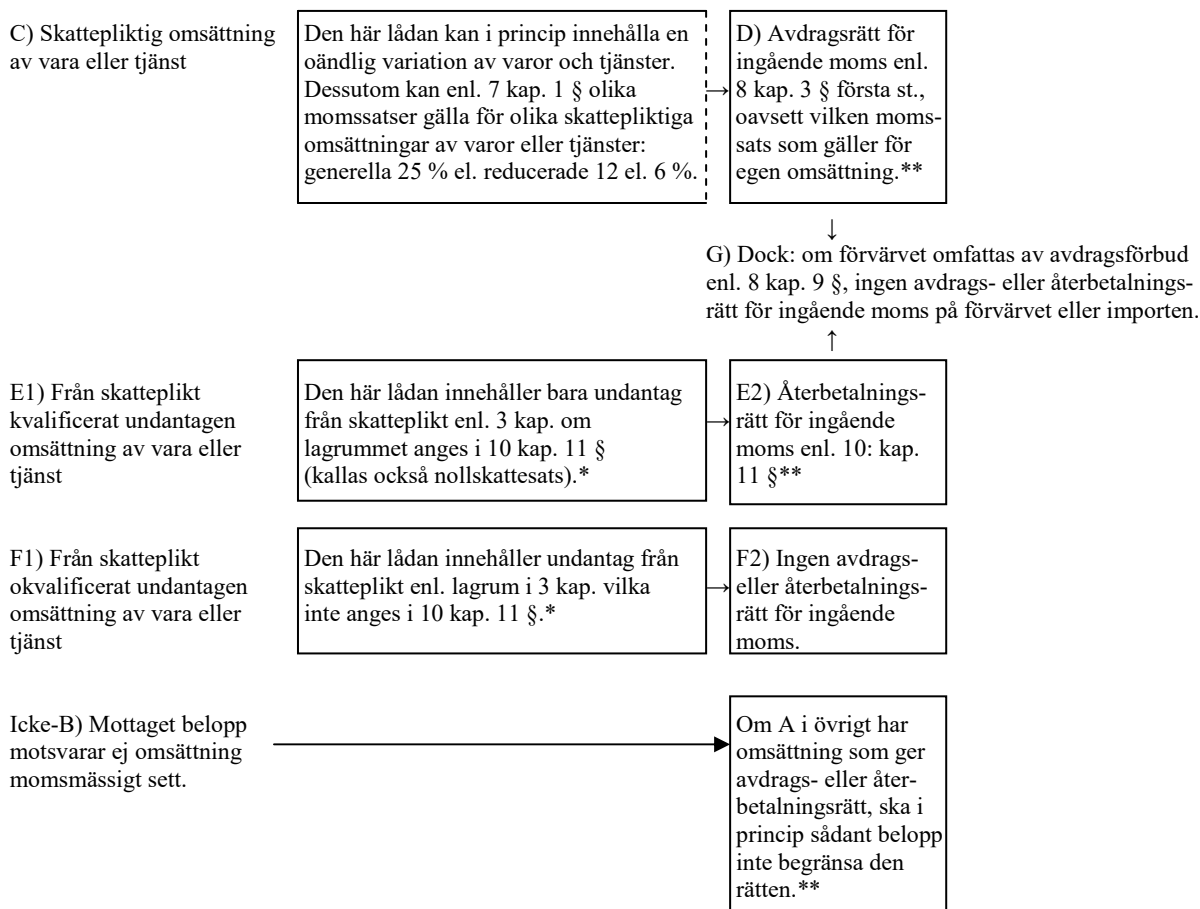 C) Skattepliktig omsättning
av vara eller tjänst
Den här lådan kan i princip innehålla en
oändlig variation av varor och tjänster.
Dessutom kan enl. 7 kap. 1 § olika
momssatser gälla för olika skattepliktiga
omsättningar av varor eller tjänster:
generella 25 % el. reducerade 12 el. 6 %.
→
D) Avdragsrätt för
ingående moms enl.
8 kap. 3 § första st.,
oavsett vilken moms-
sats som gäller för
egen omsättning.**
↓
G) Dock: om förvärvet omfattas av avdragsförbud
enl. 8 kap. 9 §, ingen avdrags- eller återbetalnings-
rätt för ingående moms på förvärvet eller importen.
↑
E1) Från skatteplikt
kvalificerat undantagen
omsättning av vara eller
tjänst
Den här lådan innehåller bara undantag
från skatteplikt enl. 3 kap. om
lagrummet anges i 10 kap. 11 §
(kallas också nollskattesats).*
→
E2) Återbetalnings-
rätt för ingående
moms enl. 10: kap.
11 §**
F1) Från skatteplikt
okvalificerat undantagen
omsättning av vara eller
tjänst
Den här lådan innehåller undantag från
skatteplikt enl. lagrum i 3 kap. vilka
inte anges i 10 kap. 11 §.*
→
F2) Ingen avdrags-
eller återbetalnings-
rätt för ingående
moms.
Icke-B) Mottaget belopp
motsvarar ej omsättning
momsmässigt sett.
Om A i övrigt har
omsättning som ger
avdrags- eller åter-
betalningsrätt, ska i
princip sådant belopp
inte begränsa den
rätten.**